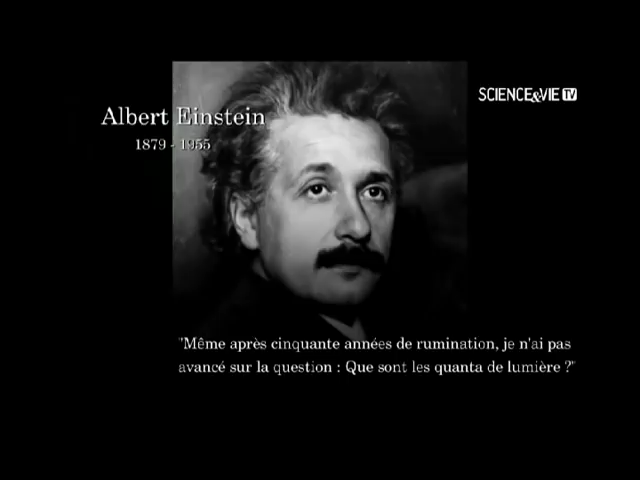 SCIENCE&VIE TV
Albert Einstein
1879 - 1955
"Même après cinquante années de rumination, je n'ai pas
avancé sur la question : Que sont les quanta de lumière ?"